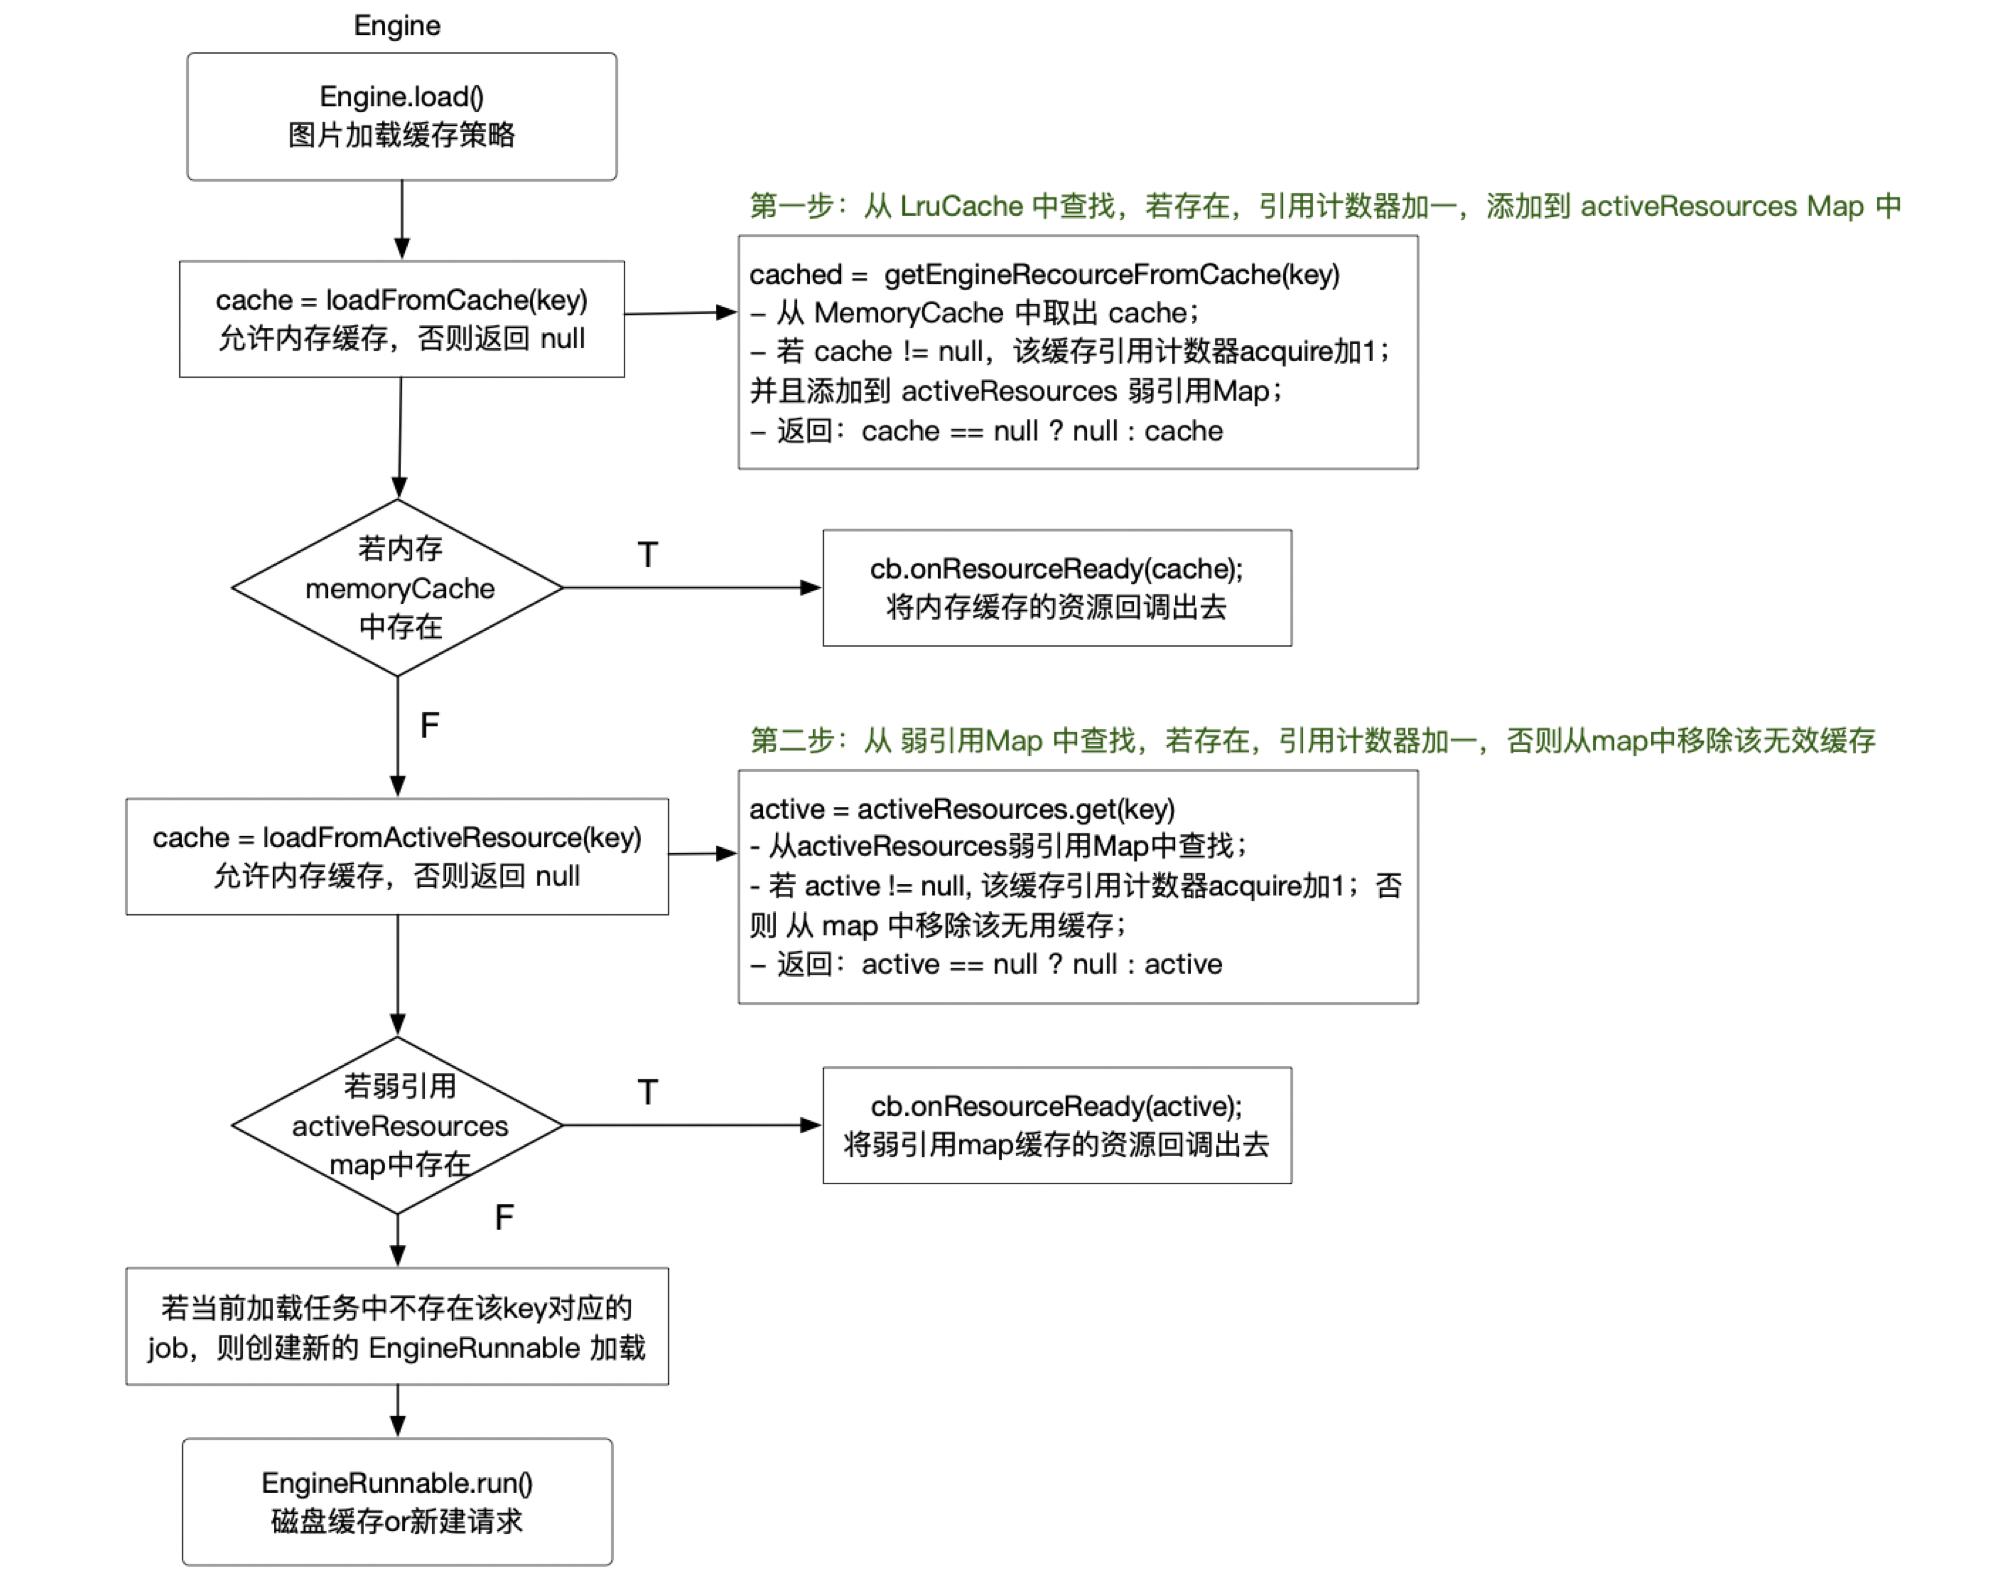 Engine
Engine.load()
图片加载缓存策略
第一步：从 LruCache 中查找，若存在，引用计数器加一，添加到 activeResources Map 中
cache = loadFromCache(key)
允许内存缓存，否则返回 null
cached =  getEngineRecourceFromCache(key)
– 从 MemoryCache 中取出 cache；
– 若 cache != null，该缓存引用计数器acquire加1；
并且添加到 activeResources 弱引用Map；
– 返回：cache == null ? null : cache
若内存
memoryCache
中存在
T
cb.onResourceReady(cache);
将内存缓存的资源回调出去
F
第二步：从 弱引用Map 中查找，若存在，引用计数器加一，否则从map中移除该无效缓存
cache = loadFromActiveResource(key)
允许内存缓存，否则返回 null
active = activeResources.get(key)
- 从activeResources弱引用Map中查找；
- 若 active != null, 该缓存引用计数器acquire加1；否
则 从 map 中移除该无用缓存；
– 返回：active == null ? null : active
若弱引用
activeResources
map中存在
T
cb.onResourceReady(active);
将弱引用map缓存的资源回调出去
F
若当前加载任务中不存在该key对应的
job，则创建新的 EngineRunnable 加载
EngineRunnable.run()
磁盘缓存or新建请求